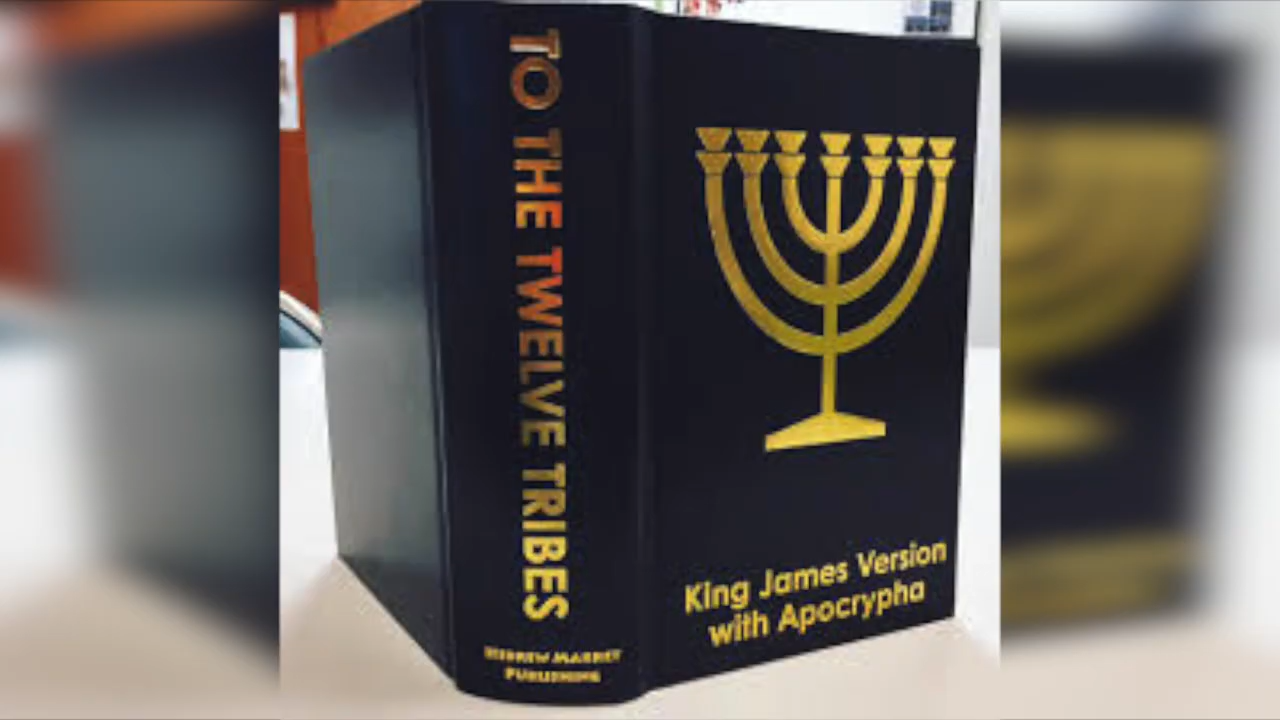 TO THE TWELVE TRIBES
HEBREW MARKET
PUBLISHING
King James Version
with Apocrypha